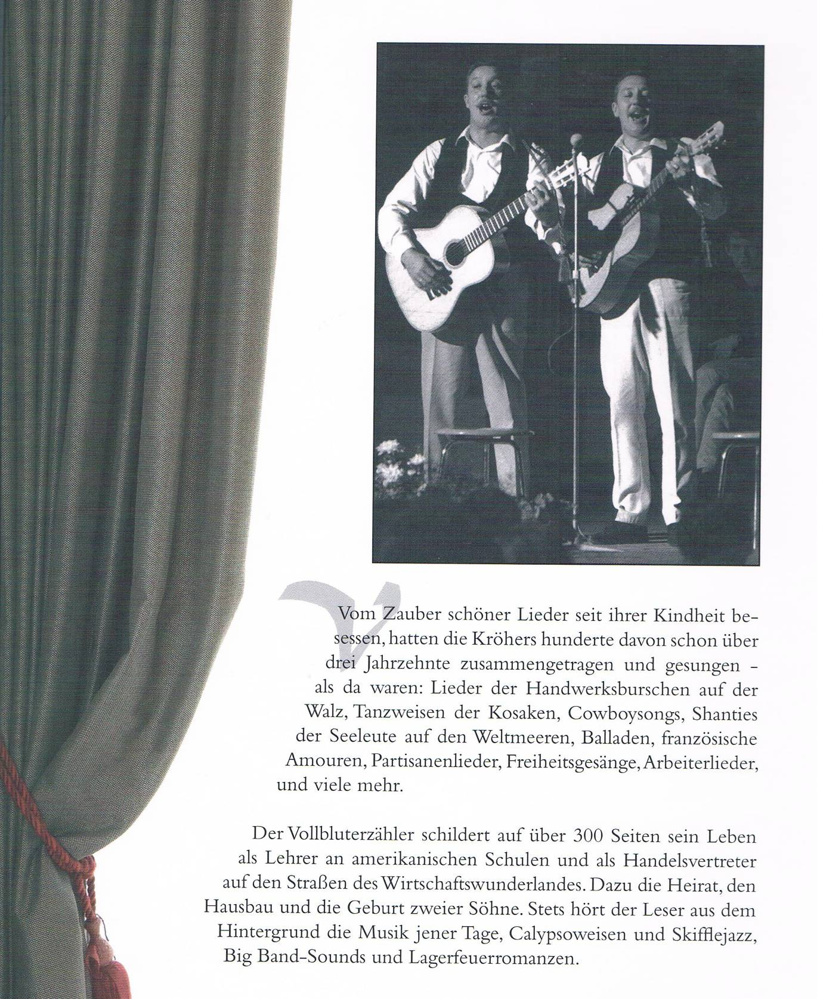 Vom Zauber schöner Lieder seit ihrer Kindheit be-
sessen, hatten die Kröhers hunderte davon schon über
drei Jahrzehnte zusammengetragen und gesungen –
als da waren: Lieder der Handwerksburschen auf der
Walz, Tanzweisen der Kosaken, Cowboysongs, Shanties
der Seeleute auf den Weltmeeren, Balladen, französische
Amouren, Partisanenlieder, Freiheitsgesänge, Arbeiterlieder,
und viele mehr.
Der Vollbluterzähler schildert auf über 300 Seiten sein Leben
als Lehrer an amerikanischen Schulen und als Handelsvertreter
auf den Straßen des Wirtschaftswunderlandes. Dazu die Heirat, den
Hausbau und die Geburt zweier Söhne. Stets hört der Leser aus dem
Hintergrund die Musik jener Tage, Calypsoweisen und Skifflejazz,
Big Band-Sounds und Lagerfeuerromanzen.